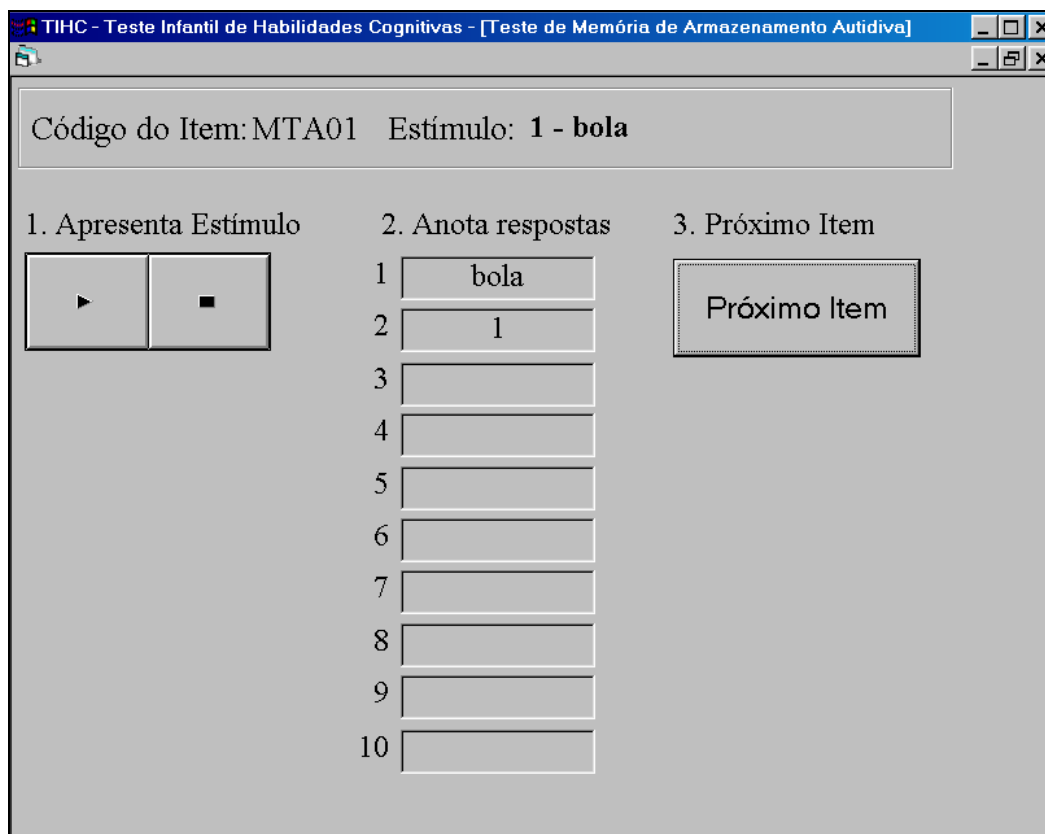 TIHC - Teste Infantil de Habilidades Cognitivas - [Teste de Memória de Armazenamento Autidiva]
Código do Item: MTA01 Estímulo: 1 - bola
1. Apresenta Estímulo
2. Anota respostas
3. Próximo Item
1 bola
2 1
3
4
5
6
7
8
9
10
Próximo Item